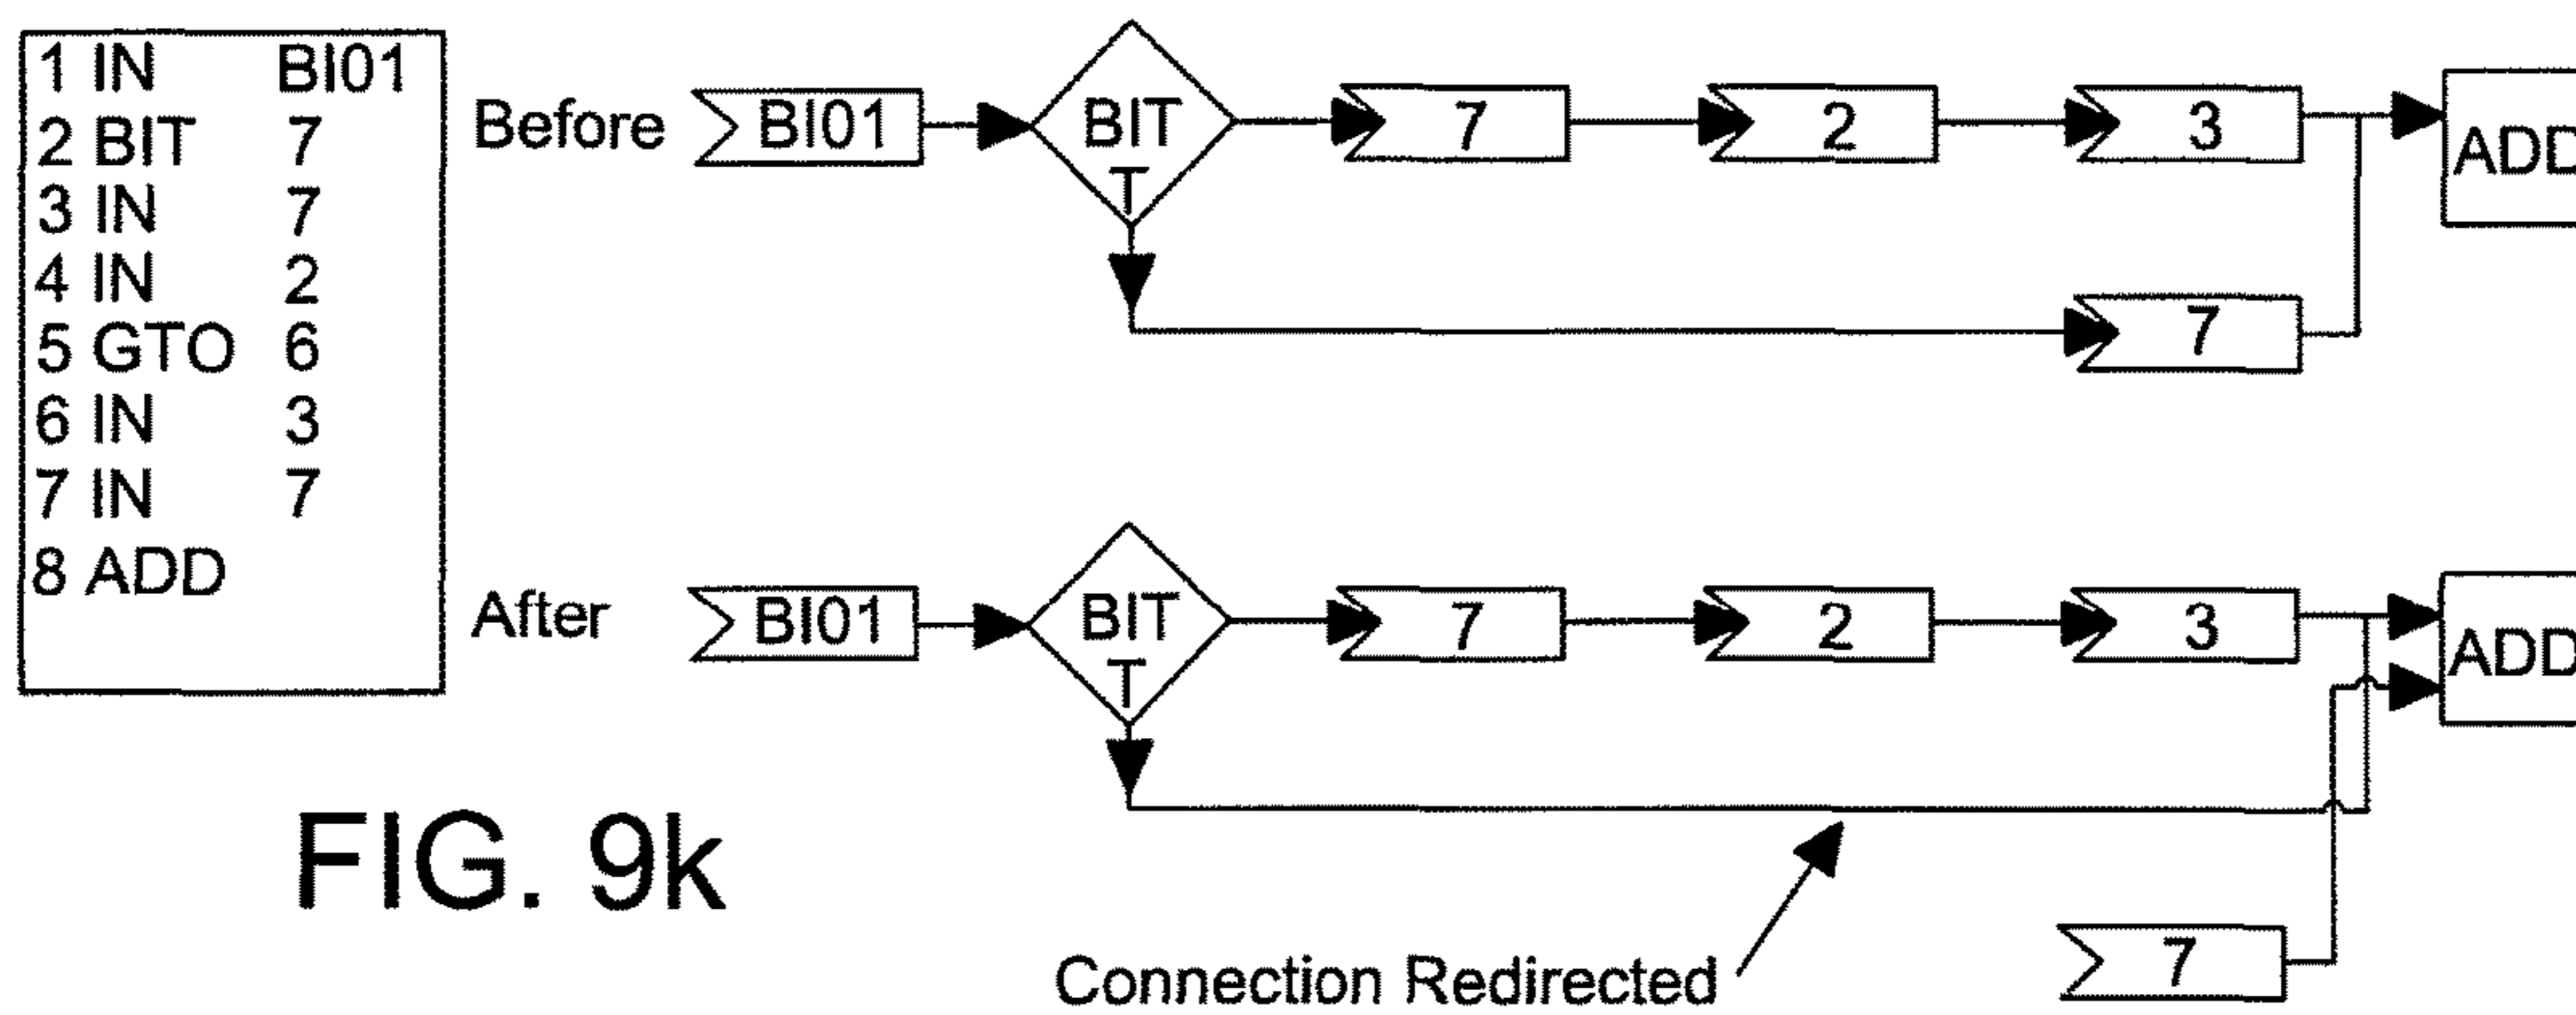 1 IN BI01
2 BIT 7
3 IN 7
4 IN 2
5 GTO 6
6 IN 3
7 IN 7
8 ADD
Before BI01 BIT T 7 2 3 ADD
7
After BI01 BIT T 7 2 3 ADD
Connection Redirected
7
FIG. 9k